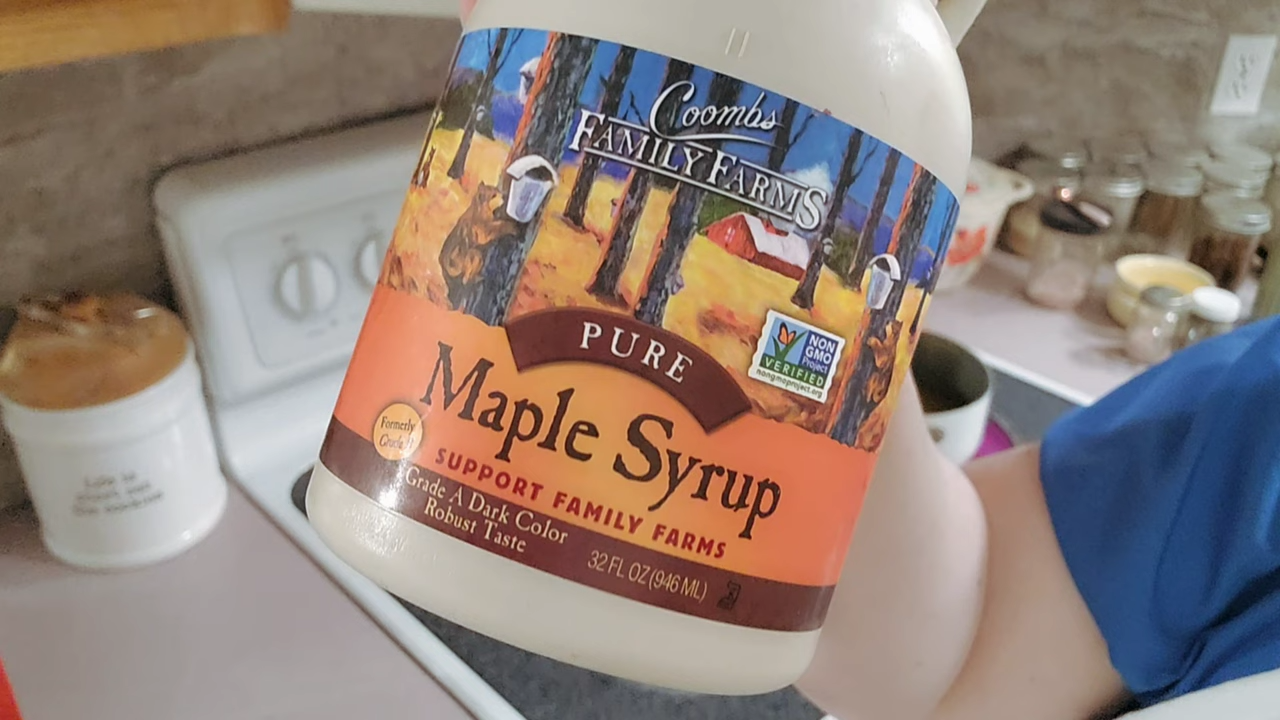 Coombs
FAMILY FARMS
PURE
Maple Syrup
NON
GMO
Project
VERIFIED
nongmoproject.org
Formerly
SUPPORT FAMILY FARMS
Grade A Dark Color
Robust Taste
32 FL OZ (946 ML)